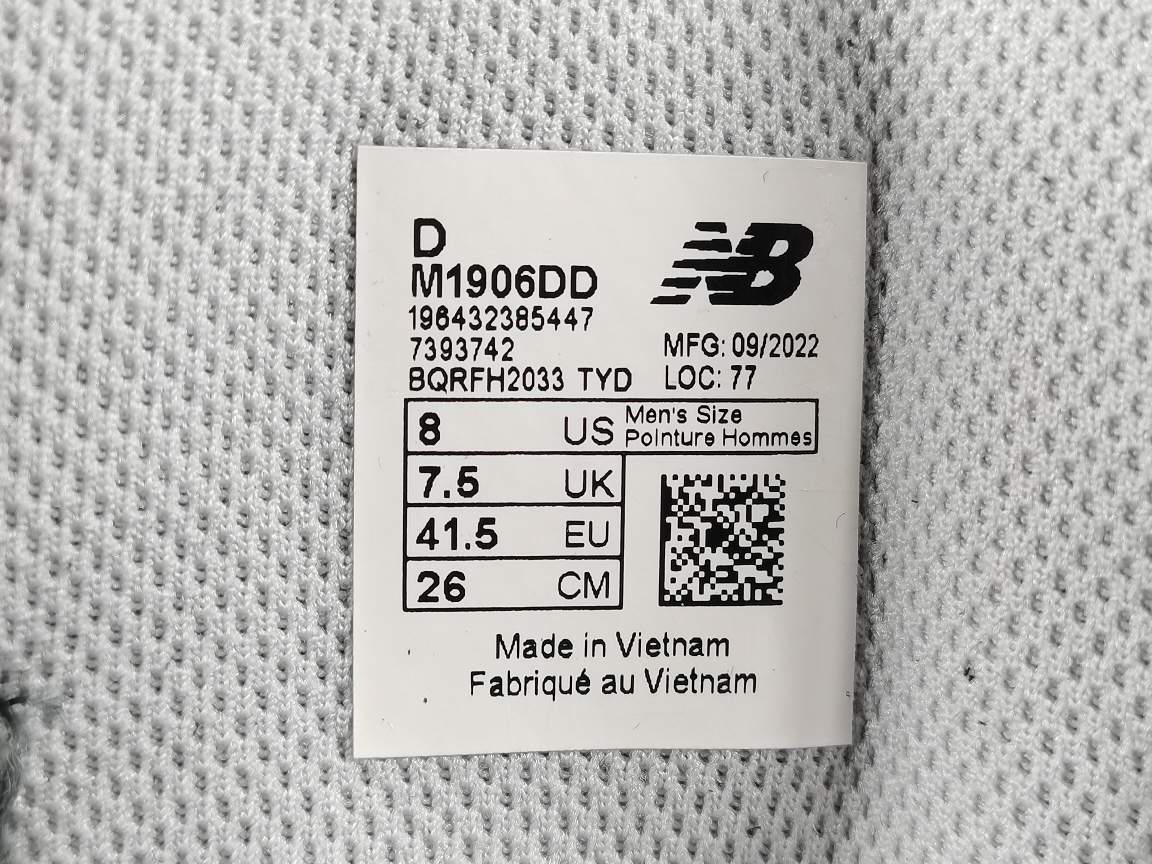 D
M1906DD
196432385447
7393742
BQRFH2033 TYD
NB
MFG: 09/2022
LOC: 77
8 US Men's Size
Pointure Hommes
7.5 UK
41.5 EU
26 CM
Made in Vietnam
Fabriqué au Vietnam